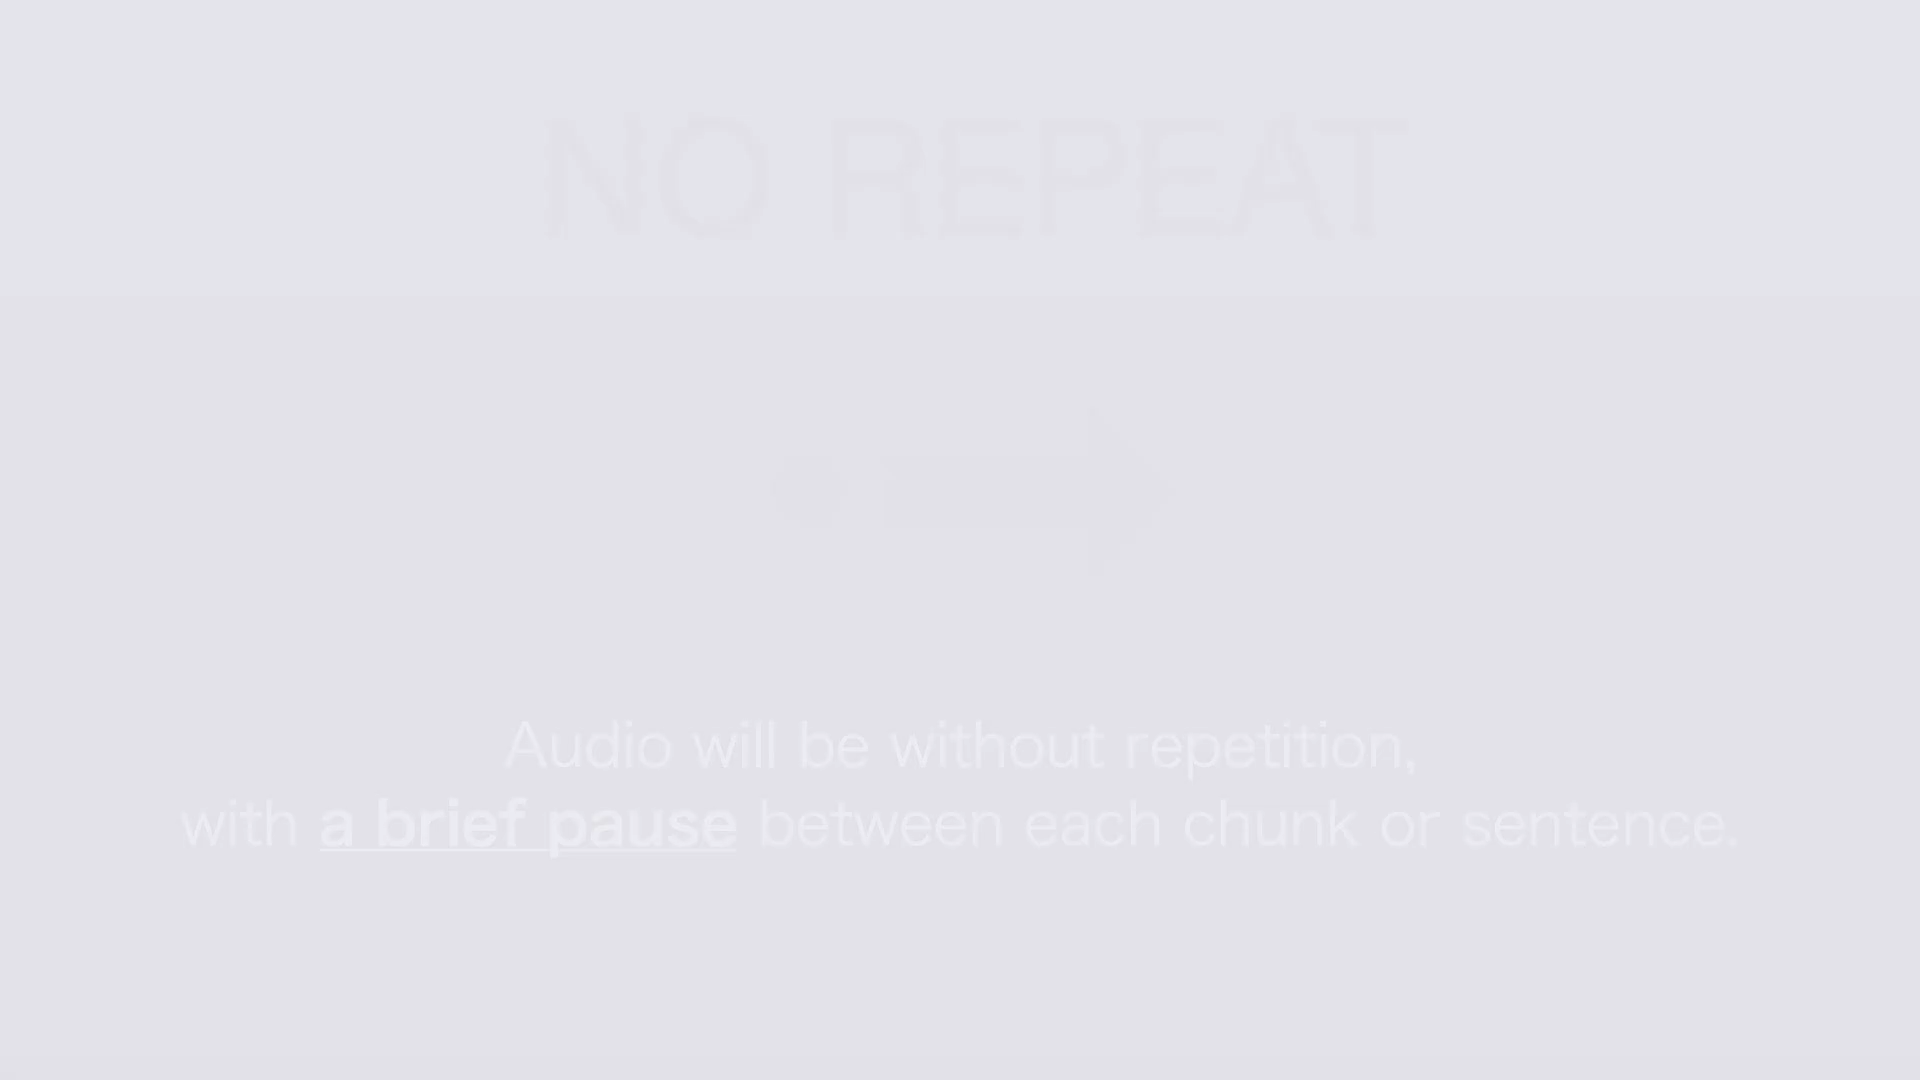 NO REPEAT
Audio will be without repetition,
with a brief pause between each chunk or sentence.